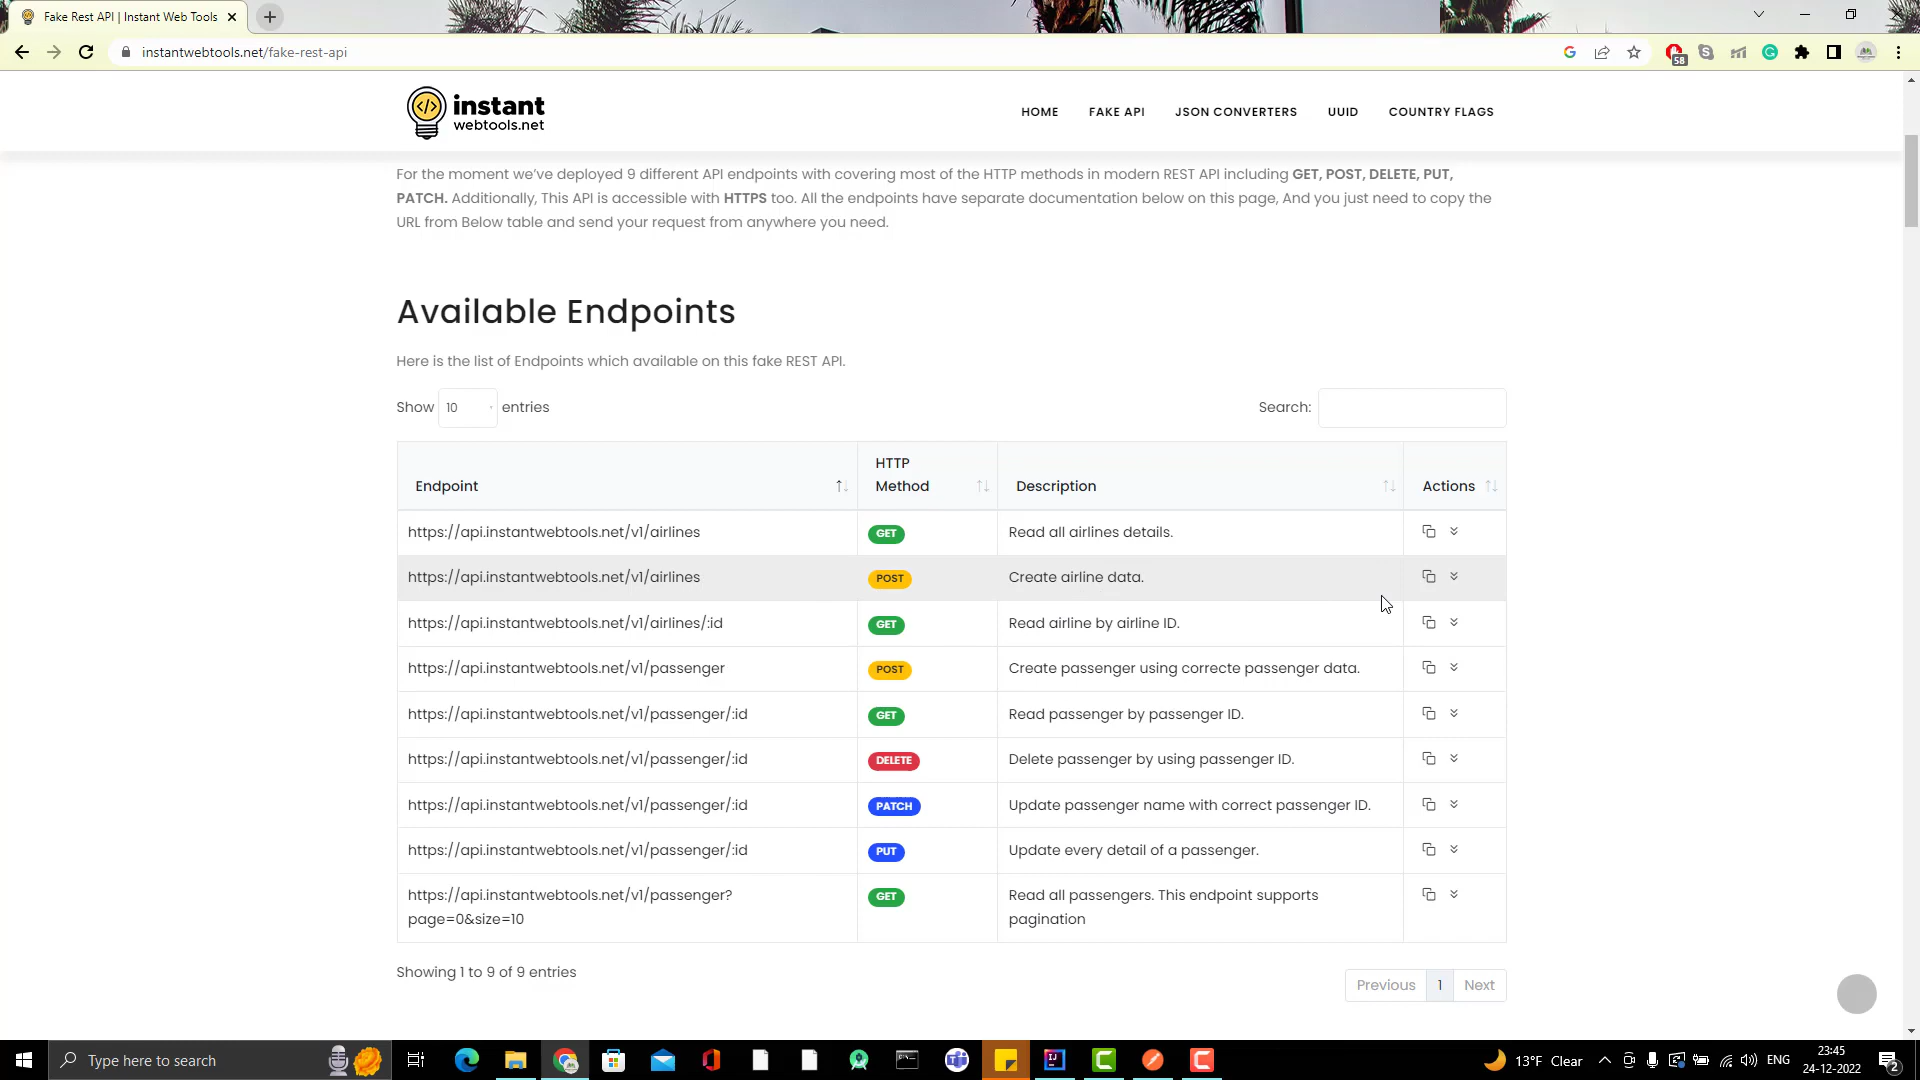 Fake Rest API | Instant Web Tools
instantwebtools.net/fake-rest-api
58
instant
webtools.net
HOME
FAKE API
JSON CONVERTERS
UUID
COUNTRY FLAGS
For the moment we've deployed 9 different API endpoints with covering most of the HTTP methods in modern REST API including GET, POST, DELETE, PUT,
PATCH. Additionally, This API is accessible with HTTPS too. All the endpoints have separate documentation below on this page, And you just need to copy the
URL from Below table and send your request from anywhere you need.
Available Endpoints
Here is the list of Endpoints which available on this fake REST API.
Show 10 entries
Search:
Endpoint
HTTP
Method
Description
Actions
https://api.instantwebtools.net/v1/airlines GET Read all airlines details.
https://api.instantwebtools.net/v1/airlines POST Create airline data.
https://api.instantwebtools.net/v1/airlines/:id GET Read airline by airline ID.
https://api.instantwebtools.net/v1/passenger POST Create passenger using correcte passenger data.
https://api.instantwebtools.net/v1/passenger/:id GET Read passenger by passenger ID.
https://api.instantwebtools.net/v1/passenger/:id DELETE Delete passenger by using passenger ID.
https://api.instantwebtools.net/v1/passenger/:id PATCH Update passenger name with correct passenger ID.
https://api.instantwebtools.net/v1/passenger/:id PUT Update every detail of a passenger.
https://api.instantwebtools.net/v1/passenger? GET Read all passengers. This endpoint supports
page=0&size=10 pagination
Showing 1 to 9 of 9 entries
Previous 1 Next
Type here to search
13°F Clear
ENG
23:45
24-12-2022
2